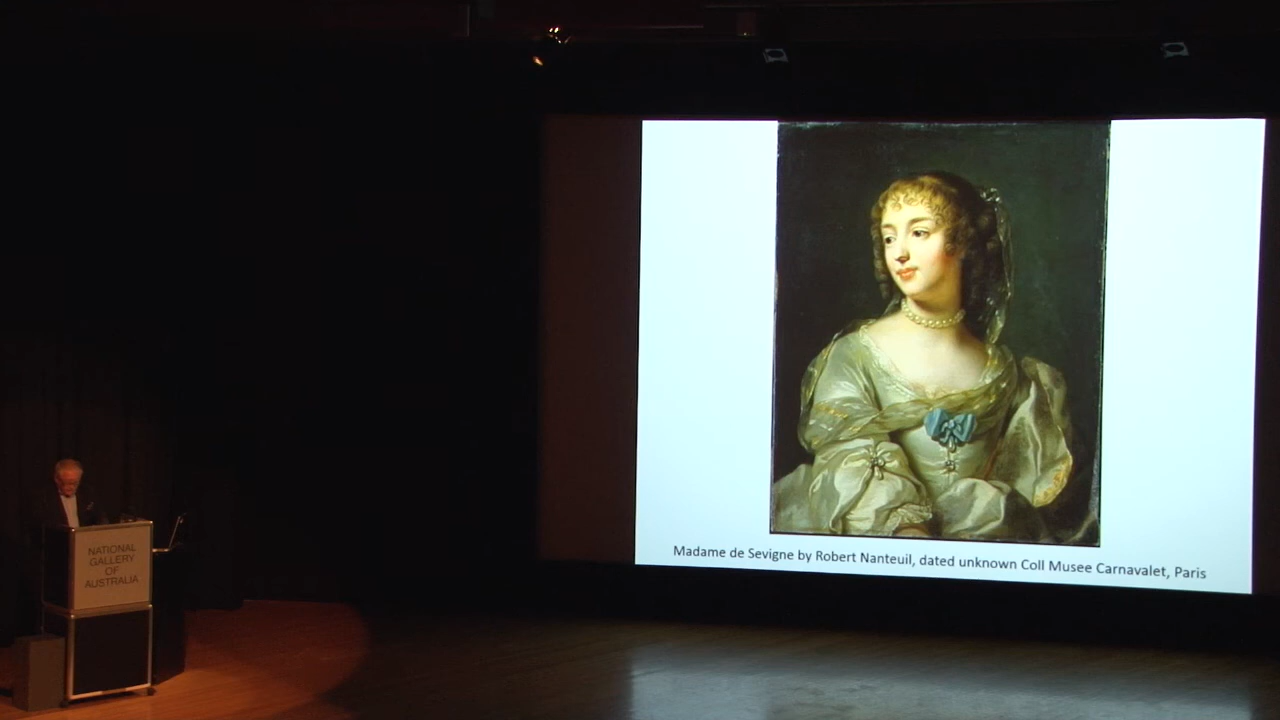 NATIONAL
GALLERY
OF
AUSTRALIA
Madame de Sevigne by Robert Nanteuil, dated unknown Coll Musee Carnavalet, Paris